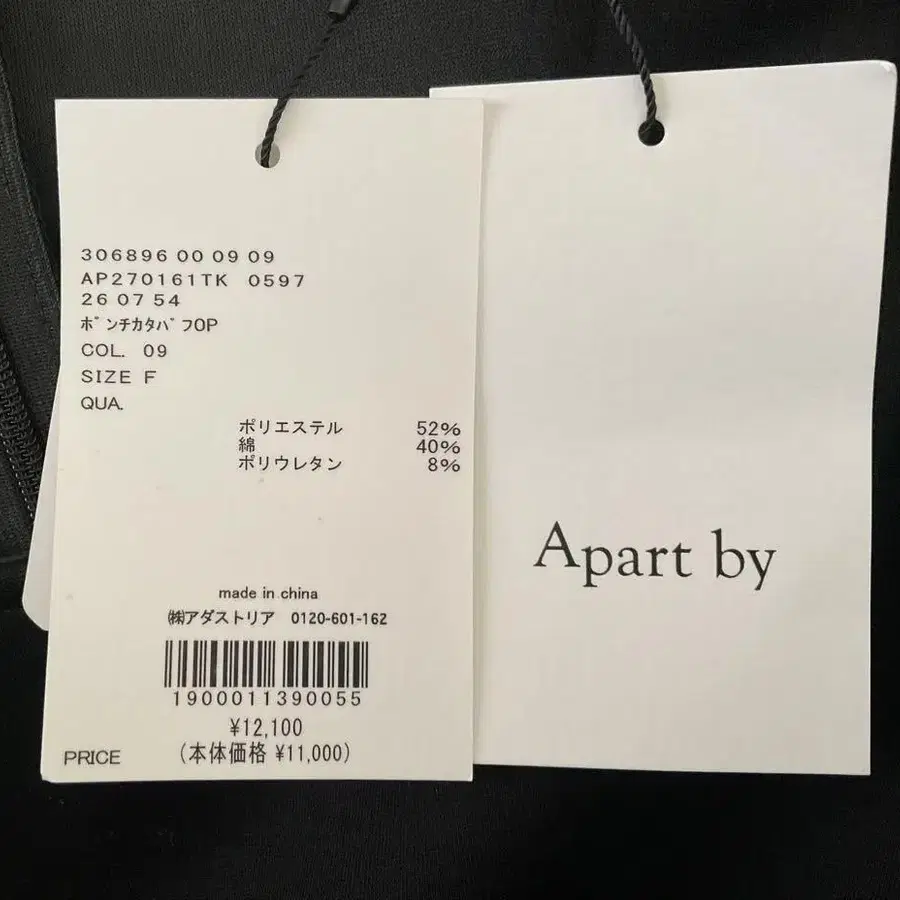 306896 00 09 09
AP270161TK 0597
26 07 54
ﾎﾟﾝﾁｶﾀﾊﾞﾌOP
COL. 09
SIZE F
QUA.
ポリエステル 52%
綿 40%
ポリウレタン 8%
made in china
㈱アダストリア 0120-601-162
1900011390055
¥12,100
PRICE (本体価格 ¥11,000)
Apart by